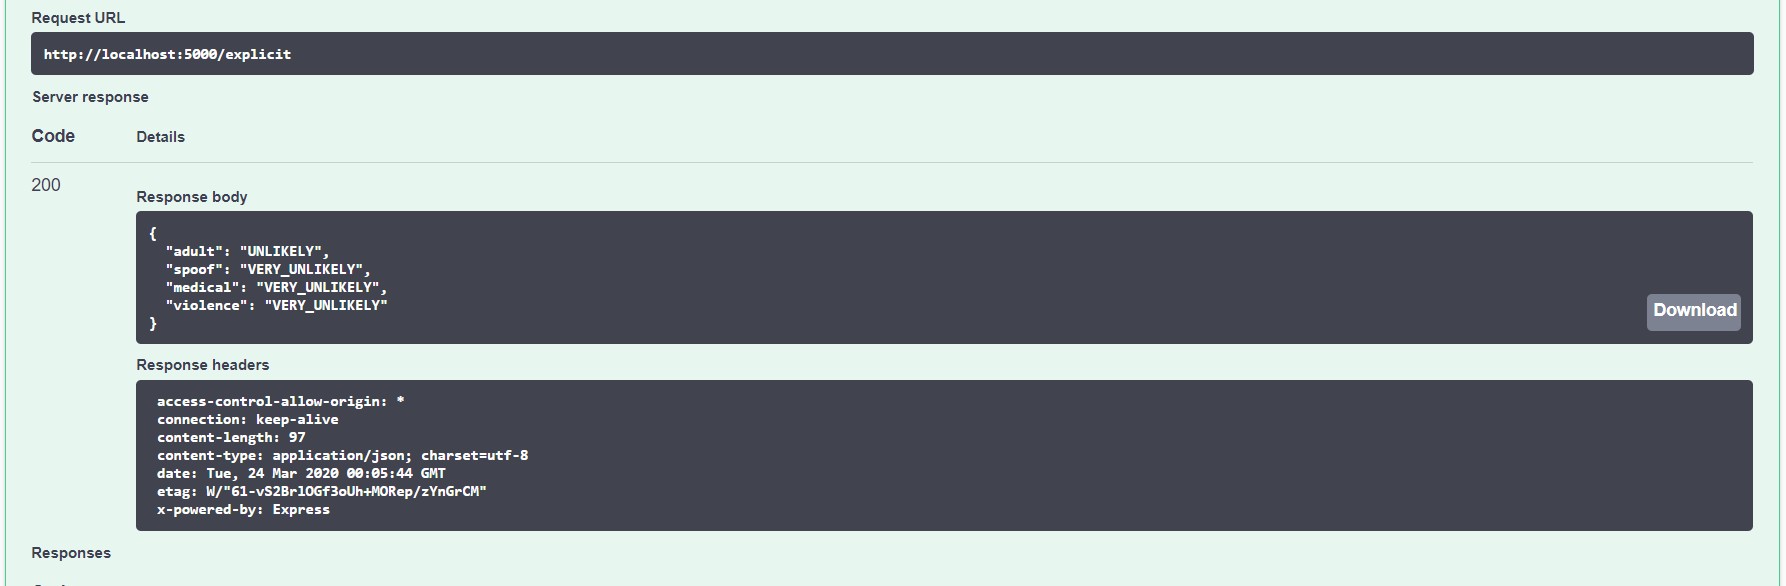 Request URL
http://localhost:5000/explicit
Server response
Code Details
200
Response body
{
"adult": "UNLIKELY",
"spoof": "VERY_UNLIKELY",
"medical": "VERY_UNLIKELY",
"violence": "VERY_UNLIKELY"
}
Download
Response headers
access-control-allow-origin: *
connection: keep-alive
content-length: 97
content-type: application/json; charset=utf-8
date: Tue, 24 Mar 2020 00:05:44 GMT
etag: W/"61-vS2BrlOGf3oUh+MORep/zYnGrCM"
x-powered-by: Express
Responses